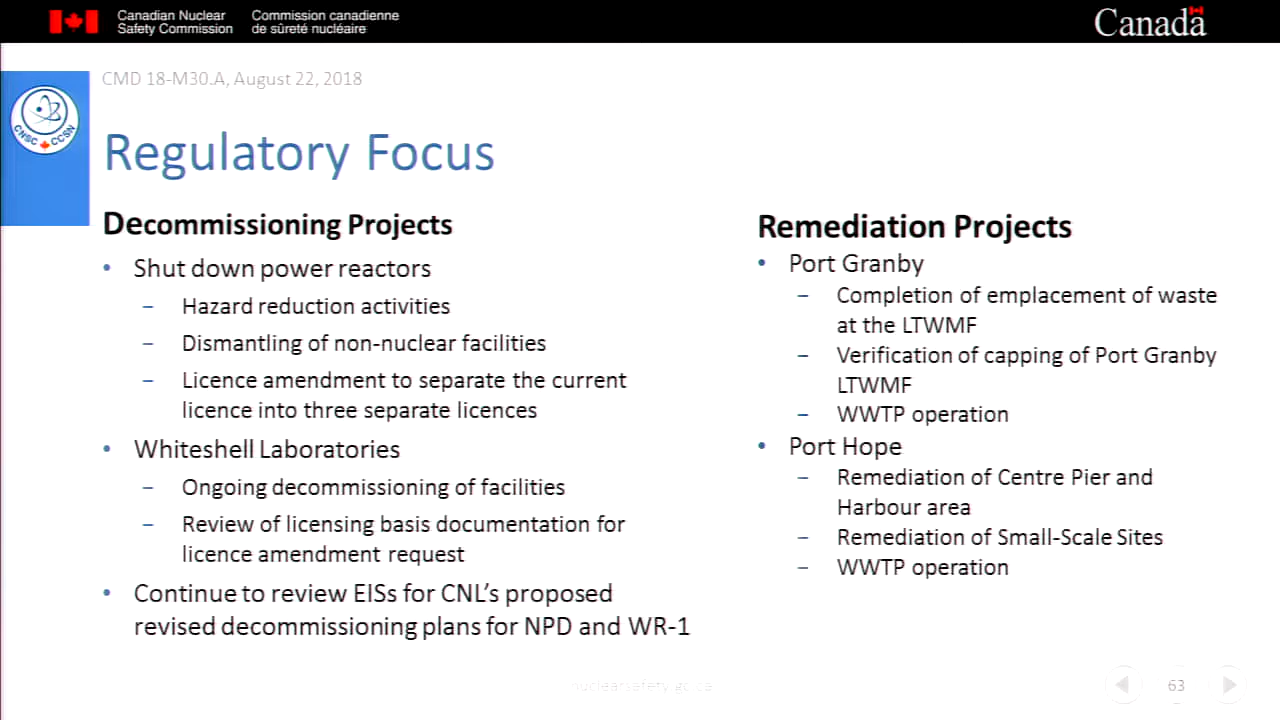 Canadian Nuclear
Safety Commission
Commission canadienne
de sûreté nucléaire
Canada
CMD 18-M30.A, August 22, 2018
CNSC CCSN
Regulatory Focus
Decommissioning Projects
• Shut down power reactors
– Hazard reduction activities
– Dismantling of non-nuclear facilities
– Licence amendment to separate the current
licence into three separate licences
• Whiteshell Laboratories
– Ongoing decommissioning of facilities
– Review of licensing basis documentation for
licence amendment request
• Continue to review EISs for CNL's proposed
revised decommissioning plans for NPD and WR-1
Remediation Projects
• Port Granby
– Completion of emplacement of waste
at the LTWMF
– Verification of capping of Port Granby
LTWMF
– WWTP operation
• Port Hope
– Remediation of Centre Pier and
Harbour area
– Remediation of Small-Scale Sites
– WWTP operation
nuclearsafety.gc.ca
63